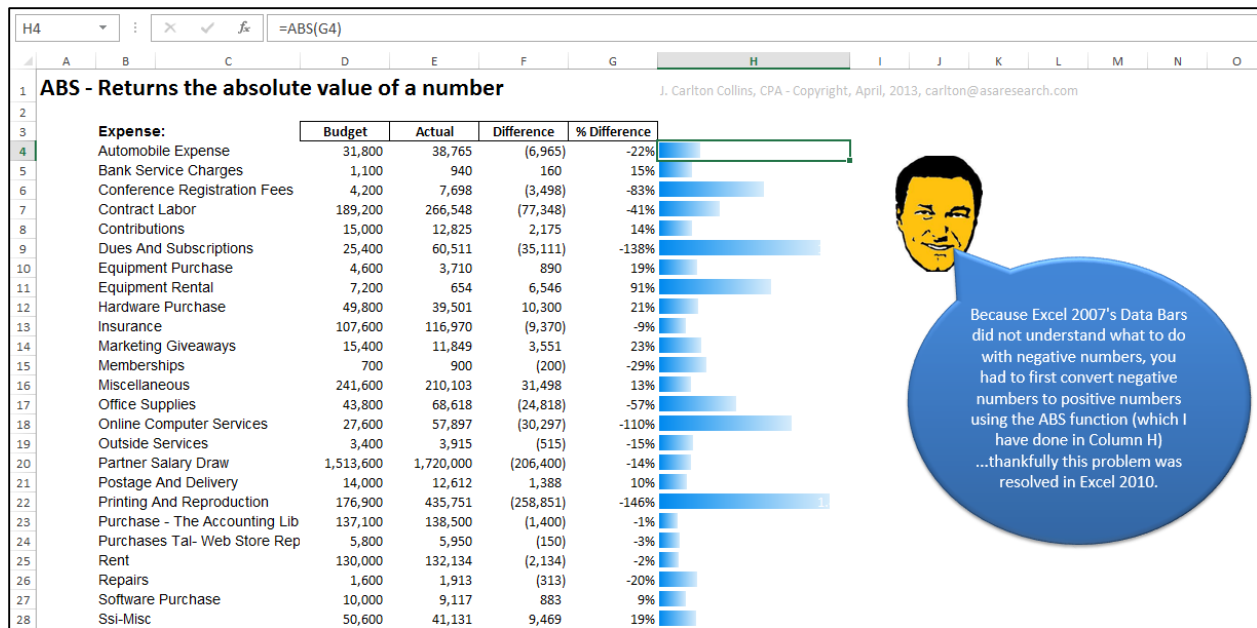 H4 fx =ABS(G4)
A B C D E F G H I J K L M N O
1 ABS - Returns the absolute value of a number J. Carlton Collins, CPA - Copyright, April, 2013, carlton@asaresearch.com
2
3 Expense: Budget Actual Difference % Difference
4 Automobile Expense 31,800 38,765 (6,965) -22%
5 Bank Service Charges 1,100 940 160 15%
6 Conference Registration Fees 4,200 7,698 (3,498) -83%
7 Contract Labor 189,200 266,548 (77,348) -41%
8 Contributions 15,000 12,825 2,175 14%
9 Dues And Subscriptions 25,400 60,511 (35,111) -138%
10 Equipment Purchase 4,600 3,710 890 19%
11 Equipment Rental 7,200 654 6,546 91%
12 Hardware Purchase 49,800 39,501 10,300 21%
13 Insurance 107,600 116,970 (9,370) -9%
14 Marketing Giveaways 15,400 11,849 3,551 23%
15 Memberships 700 900 (200) -29%
16 Miscellaneous 241,600 210,103 31,498 13%
17 Office Supplies 43,800 68,618 (24,818) -57%
18 Online Computer Services 27,600 57,897 (30,297) -110%
19 Outside Services 3,400 3,915 (515) -15%
20 Partner Salary Draw 1,513,600 1,720,000 (206,400) -14%
21 Postage And Delivery 14,000 12,612 1,388 10%
22 Printing And Reproduction 176,900 435,751 (258,851) -146% 1.
23 Purchase - The Accounting Lib 137,100 138,500 (1,400) -1%
24 Purchases Tal- Web Store Rep 5,800 5,950 (150) -3%
25 Rent 130,000 132,134 (2,134) -2%
26 Repairs 1,600 1,913 (313) -20%
27 Software Purchase 10,000 9,117 883 9%
28 Ssi-Misc 50,600 41,131 9,469 19%
Because Excel 2007's Data Bars
did not understand what to do
with negative numbers, you
had to first convert negative
numbers to positive numbers
using the ABS function (which I
have done in Column H)
...thankfully this problem was
resolved in Excel 2010.